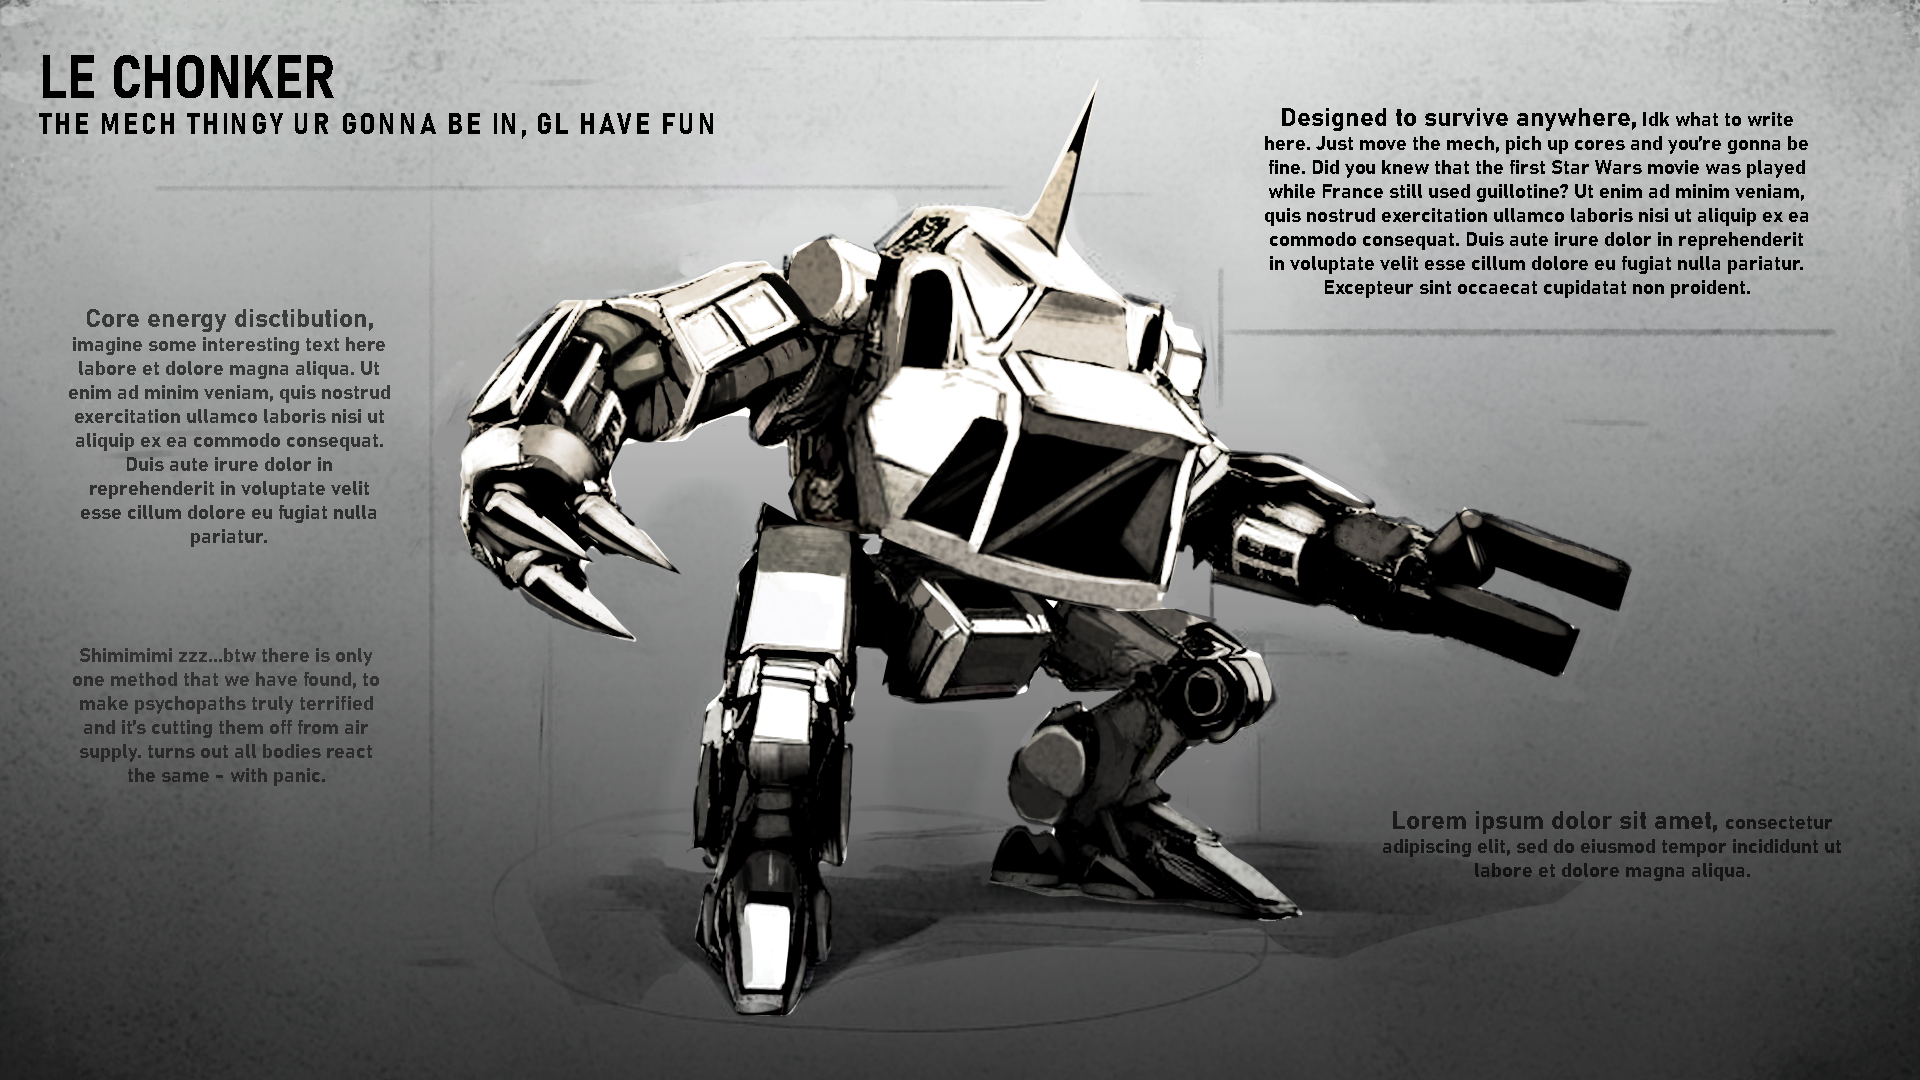 LE CHONKER
THE MECH THINGY UR GONNA BE IN, GL HAVE FUN
Designed to survive anywhere, Idk what to write
here. Just move the mech, pich up cores and you're gonna be
fine. Did you knew that the first Star Wars movie was played
while France still used guillotine? Ut enim ad minim veniam,
quis nostrud exercitation ullamco laboris nisi ut aliquip ex ea
commodo consequat. Duis aute irure dolor in reprehenderit
in voluptate velit esse cillum dolore eu fugiat nulla pariatur.
Excepteur sint occaecat cupidatat non proident.
Core energy disctibution,
imagine some interesting text here
labore et dolore magna aliqua. Ut
enim ad minim veniam, quis nostrud
exercitation ullamco laboris nisi ut
aliquip ex ea commodo consequat.
Duis aute irure dolor in
reprehenderit in voluptate velit
esse cillum dolore eu fugiat nulla
pariatur.
Shimimimi zzz...btw there is only
one method that we have found, to
make psychopaths truly terrified
and it's cutting them off from air
supply. turns out all bodies react
the same - with panic.
Lorem ipsum dolor sit amet, consectetur
adipiscing elit, sed do eiusmod tempor incididunt ut
labore et dolore magna aliqua.